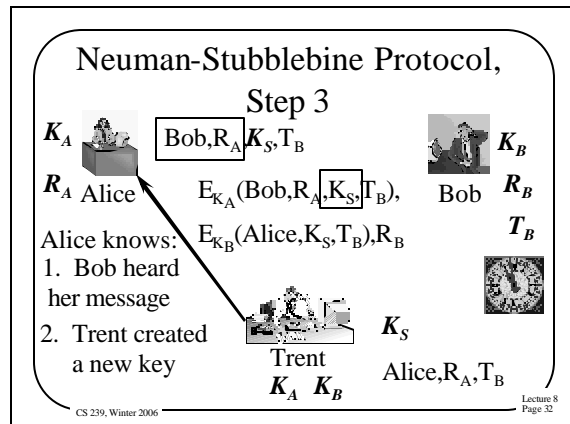 Neuman-Stubblebine Protocol,
Step 3
K_A
Bob,R_A,K_S,T_B
K_B
R_A Alice
E_{K_A}(Bob,R_A,K_S,T_B),
Bob
R_B
E_{K_B}(Alice,K_S,T_B),R_B
T_B
Alice knows:
1. Bob heard
her message
2. Trent created
a new key
K_S
Trent
Alice,R_A,T_B
K_A K_B
CS 239, Winter 2006
Lecture 8
Page 32